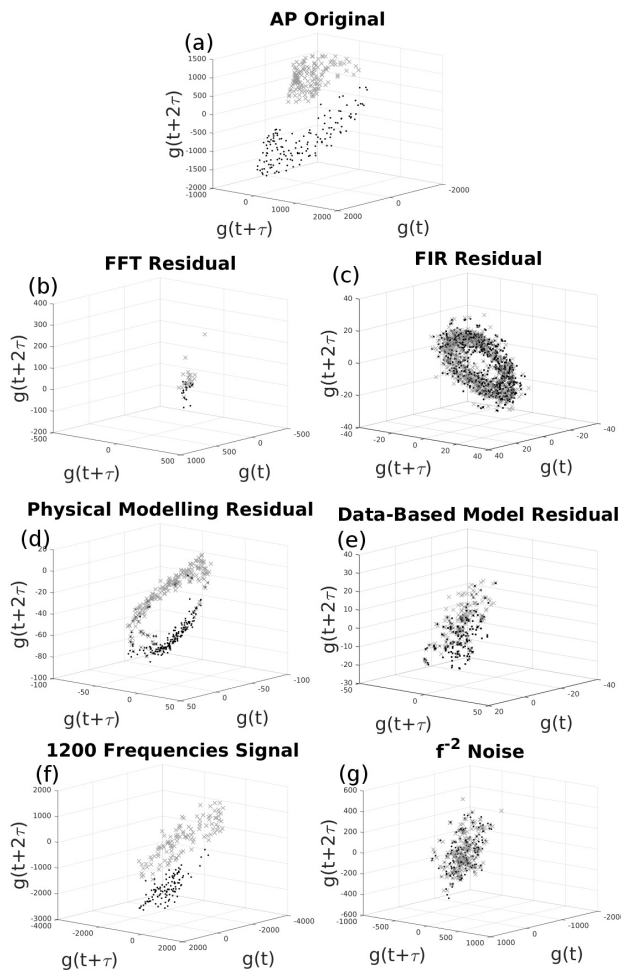 AP Original
(a)
1500
1000
500
0
-500
-1000
-1500
-2000
-1000
0
1000
2000
2000
0
-2000
g(t+2τ)
g(t+τ)
g(t)
FFT Residual
(b)
400
300
200
100
0
-100
-200
-500
0
500
1000
500
0
-500
g(t+2τ)
g(t+τ)
g(t)
FIR Residual
(c)
40
20
0
-20
-40
-40
-20
0
20
40
40
20
0
-20
-40
g(t+2τ)
g(t+τ)
g(t)
Physical Modelling Residual
(d)
20
0
-20
-40
-60
-80
-100
-100
-50
0
50
50
0
-50
-100
g(t+2τ)
g(t+τ)
g(t)
Data-Based Model Residual
(e)
40
30
20
10
0
-10
-20
-30
-50
0
50
20
0
-20
-40
g(t+2τ)
g(t+τ)
g(t)
1200 Frequencies Signal
(f)
2000
1000
0
-1000
-2000
-3000
-4000
-2000
0
2000
2000
0
-2000
-4000
g(t+2τ)
g(t+τ)
g(t)
f⁻² Noise
(g)
600
400
200
0
-200
-400
-600
-1000
-500
0
500
1000
1000
0
-1000
-2000
g(t+2τ)
g(t+τ)
g(t)